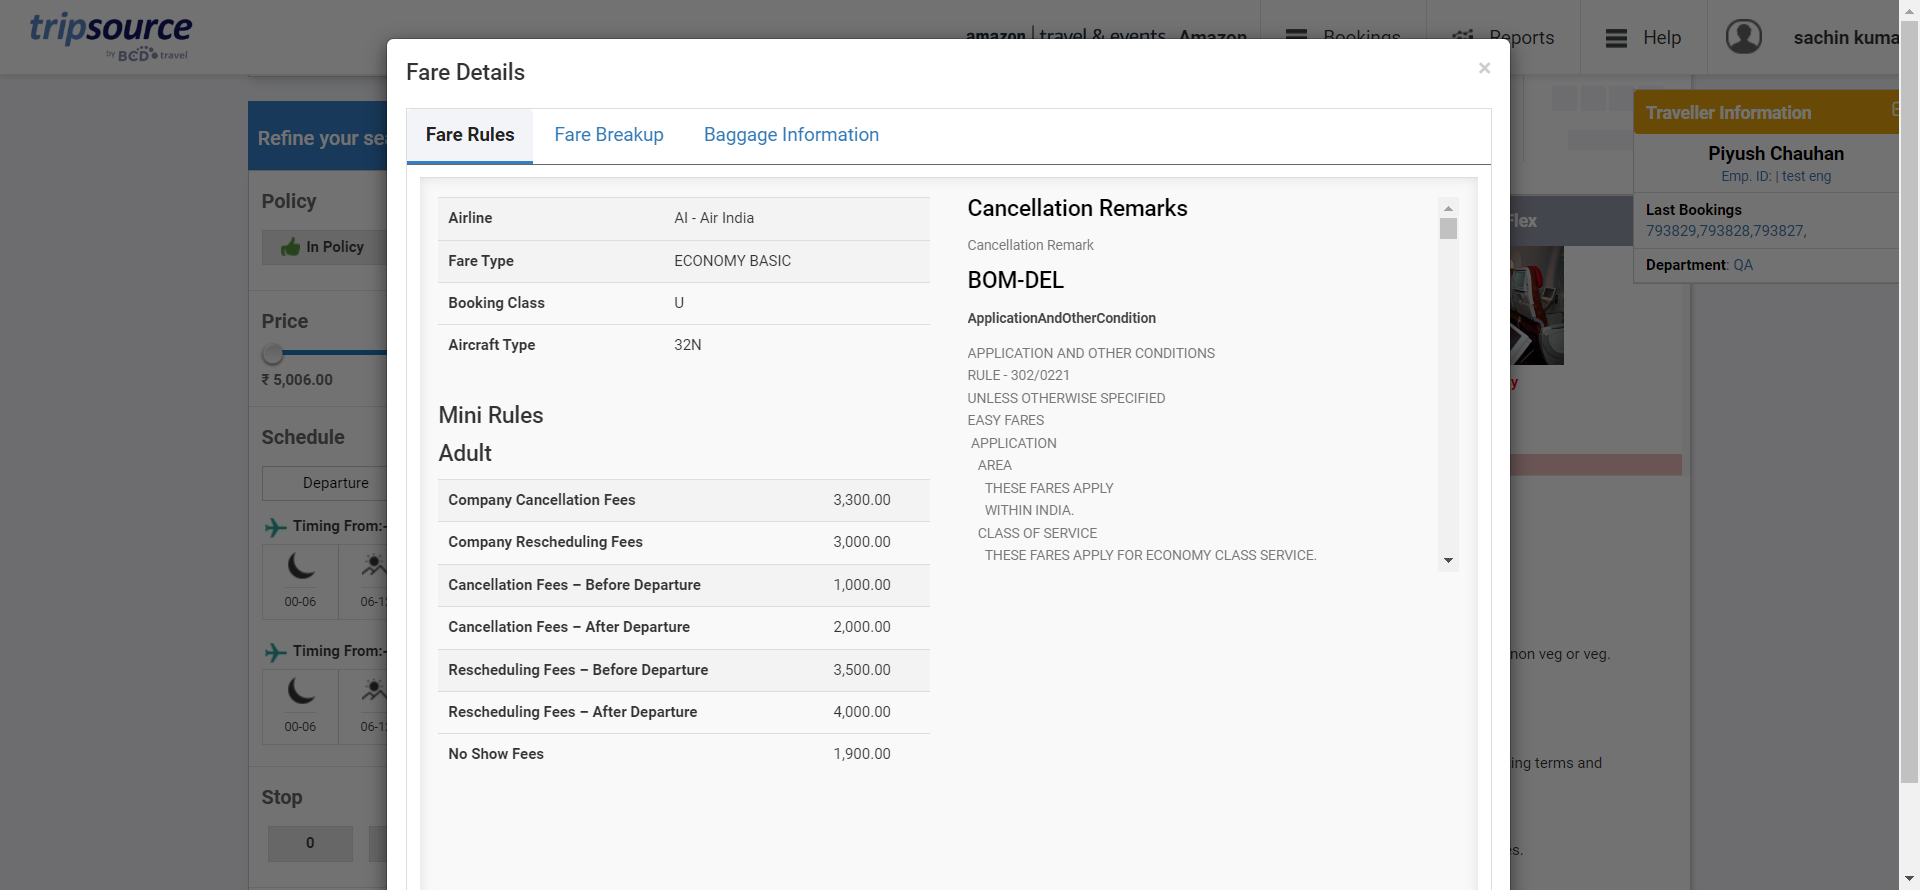 tripsource
by BCD travel
amazon | travel & events Amazon
Bookings
Reports
Help
sachin kuma
Fare Details
×
Fare Rules
Fare Breakup
Baggage Information
Airline AI - Air India
Fare Type ECONOMY BASIC
Booking Class U
Aircraft Type 32N
Mini Rules
Adult
Company Cancellation Fees 3,300.00
Company Rescheduling Fees 3,000.00
Cancellation Fees – Before Departure 1,000.00
Cancellation Fees – After Departure 2,000.00
Rescheduling Fees – Before Departure 3,500.00
Rescheduling Fees – After Departure 4,000.00
No Show Fees 1,900.00
Cancellation Remarks
Cancellation Remark
BOM-DEL
ApplicationAndOtherCondition
APPLICATION AND OTHER CONDITIONS
RULE - 302/0221
UNLESS OTHERWISE SPECIFIED
EASY FARES
APPLICATION
AREA
THESE FARES APPLY
WITHIN INDIA.
CLASS OF SERVICE
THESE FARES APPLY FOR ECONOMY CLASS SERVICE.
Refine your se
Policy
In Policy
Price
₹ 5,006.00
Schedule
Departure
Timing From:-
00-06
06-1
Timing From:-
00-06
06-1
Stop
0
Traveller Information
Piyush Chauhan
Emp. ID: | test eng
Last Bookings
793829,793828,793827,
Department: QA
Flex
y
non veg or veg.
ing terms and
es.